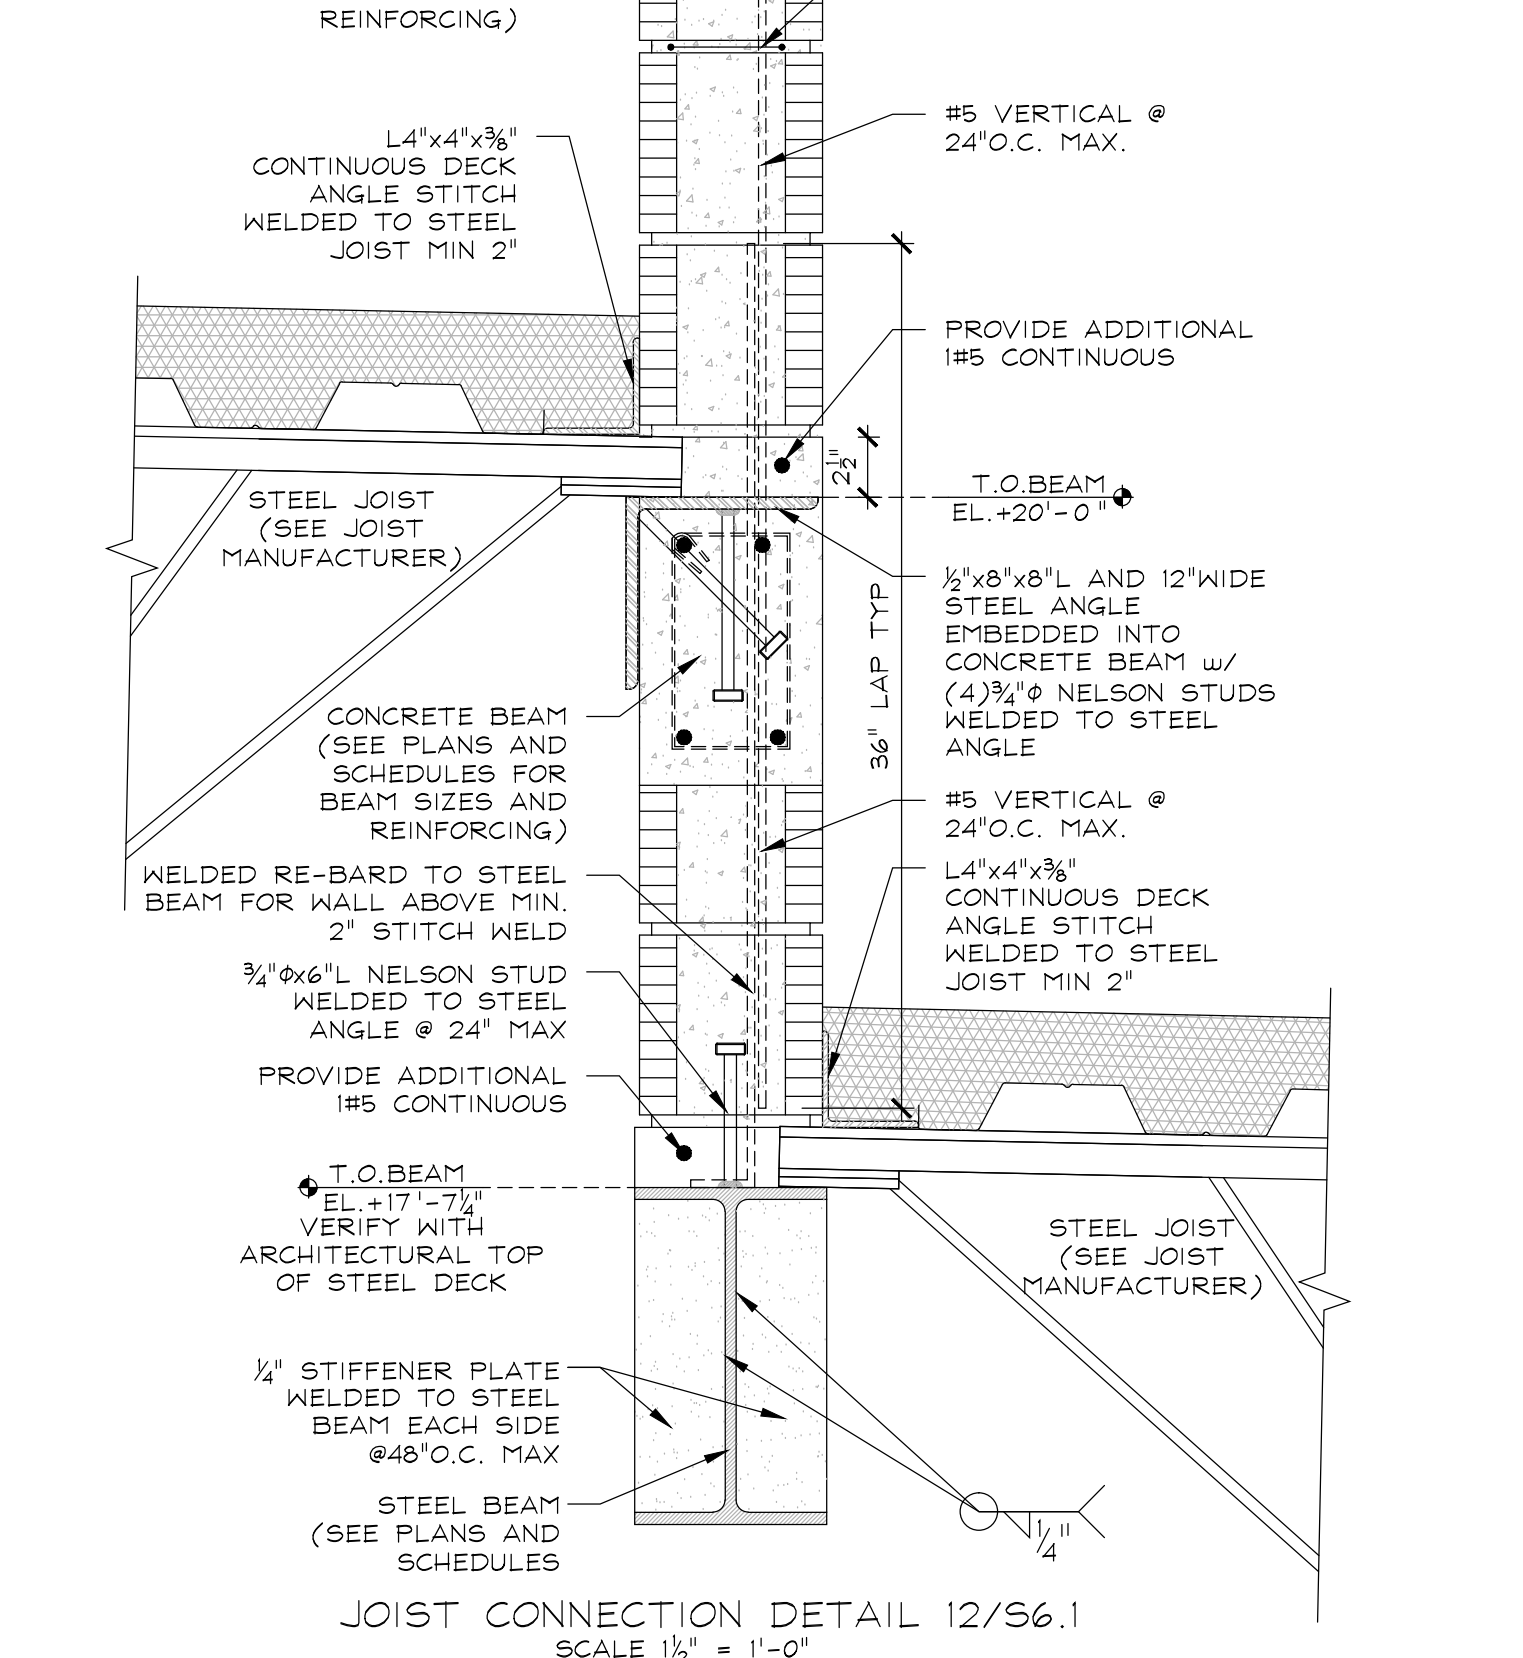 REINFORCING)
L4"x4"x⅜"
CONTINUOUS DECK
ANGLE STITCH
WELDED TO STEEL
JOIST MIN 2"
#5 VERTICAL @
24"O.C. MAX.
PROVIDE ADDITIONAL
1#5 CONTINUOUS
2½"
T.O.BEAM
EL.+20'-0"
STEEL JOIST
(SEE JOIST
MANUFACTURER)
½"x8"x8"L AND 12"WIDE
STEEL ANGLE
EMBEDDED INTO
CONCRETE BEAM w/
(4)¾"Φ NELSON STUDS
WELDED TO STEEL
ANGLE
36" LAP TYP
CONCRETE BEAM
(SEE PLANS AND
SCHEDULES FOR
BEAM SIZES AND
REINFORCING)
#5 VERTICAL @
24"O.C. MAX.
WELDED RE-BARD TO STEEL
BEAM FOR WALL ABOVE MIN.
2" STITCH WELD
L4"x4"x⅜"
CONTINUOUS DECK
ANGLE STITCH
WELDED TO STEEL
JOIST MIN 2"
¾"Φx6"L NELSON STUD
WELDED TO STEEL
ANGLE @ 24" MAX
PROVIDE ADDITIONAL
1#5 CONTINUOUS
T.O.BEAM
EL.+17'-7¼"
VERIFY WITH
ARCHITECTURAL TOP
OF STEEL DECK
STEEL JOIST
(SEE JOIST
MANUFACTURER)
¼" STIFFENER PLATE
WELDED TO STEEL
BEAM EACH SIDE
@48"O.C. MAX
STEEL BEAM
(SEE PLANS AND
SCHEDULES
1/4"
JOIST CONNECTION DETAIL 12/S6.1
SCALE 1½" = 1'-0"